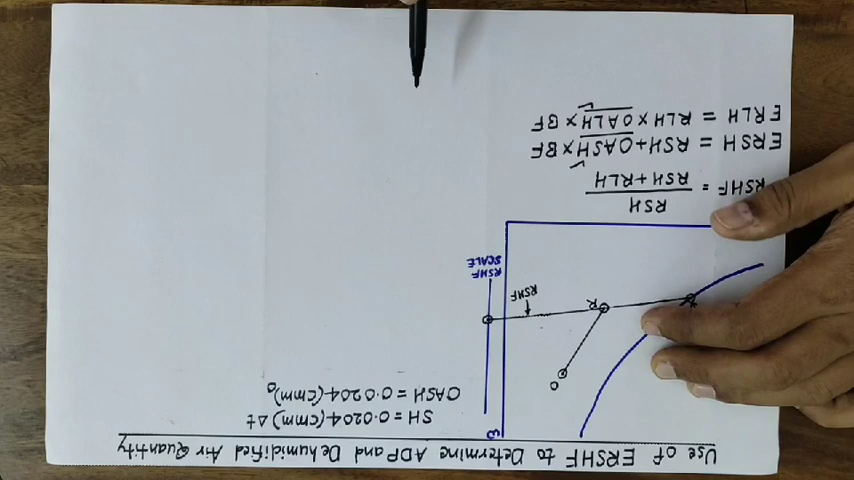 Use of ERSHF to Determine ADP and Dehumidified Air Quantity
ω
SH = 0.0204 (cmm) Δt
OASH = 0.0204 (cmm)o
O
R
RSHF
RSHF
SCALE
RSHF = RSH / RSH + RLH
ERSH = RSH + OASH × BF
ERLH = RLH × OALH × BF